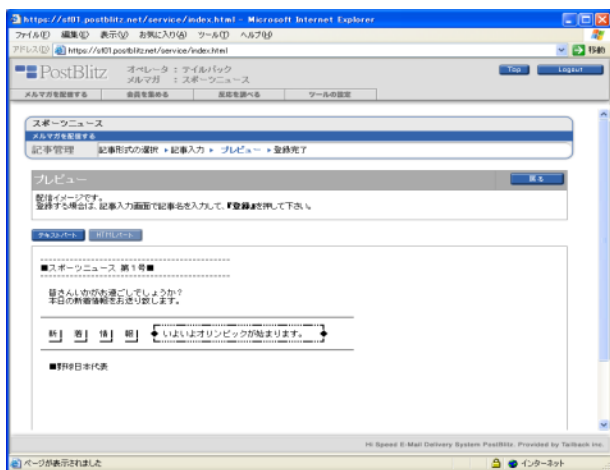 https://sf01.postblitz.net/service/index.html - Microsoft Internet Explorer
ファイル(F) 編集(E) 表示(V) お気に入り(A) ツール(T) ヘルプ(H)
アドレス(D) https://sf01.postblitz.net/service/index.html 移動
PostBlitz オペレータ : テイルバック Top Logout
メルマガ : スポーツニュース
メルマガを配信する 会員を集める 反応を調べる ツールの設定
スポーツニュース
メルマガを配信する
記事管理 記事形式の選択 ▶ 記事入力 ▶ プレビュー ▶ 登録完了
プレビュー 戻る
配信イメージです。
登録する場合は、記事入力画面で記事名を入力して、『登録』を押して下さい。
テキストパート HTMLパート
■スポーツニュース 第1号■
皆さんいかがお過ごしでしょうか?
本日の新着情報をお送り致します。
新」 着」 情」 報」 ◆ いよいよオリンピックが始まります。 ◆
■野球日本代表
Hi Speed E-Mail Delivery System PostBlitz. Provided by Tailback inc.
ページが表示されました インターネット